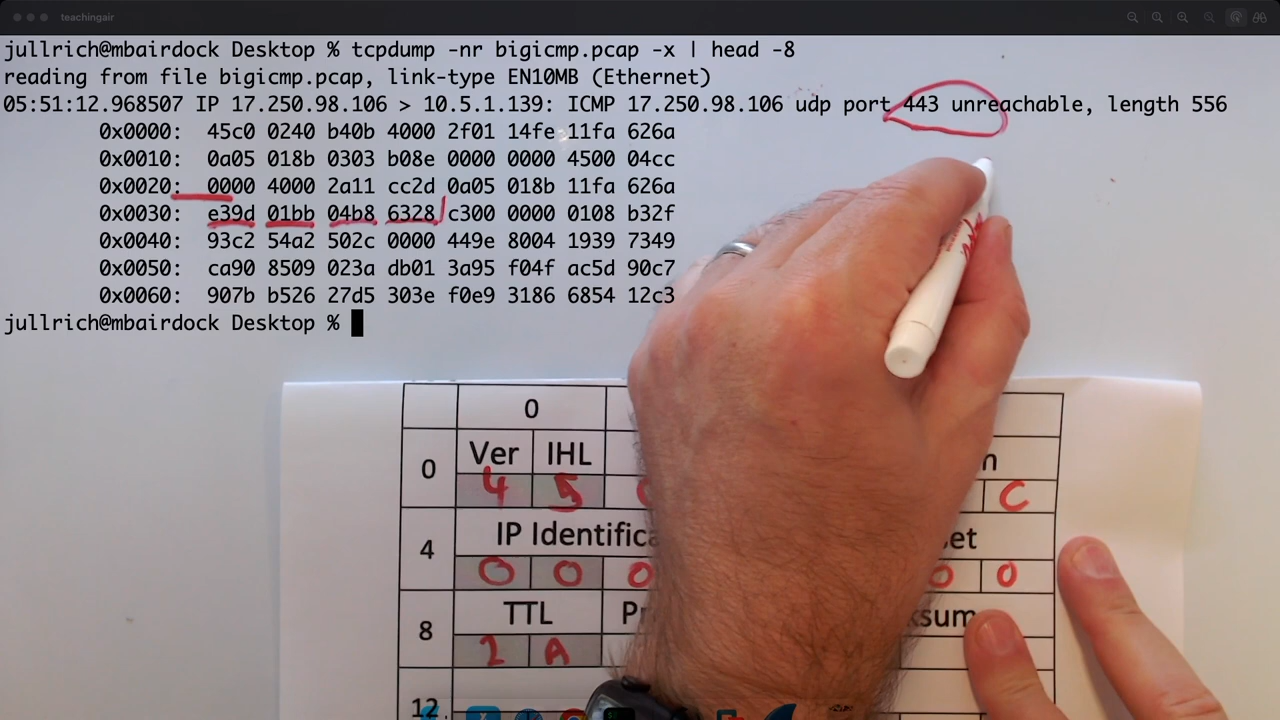 teachingair
jullrich@mbairdock Desktop % tcpdump -nr bigicmp.pcap -x | head -8
reading from file bigicmp.pcap, link-type EN10MB (Ethernet)
05:51:12.968507 IP 17.250.98.106 > 10.5.1.139: ICMP 17.250.98.106 udp port 443 unreachable, length 556
0x0000: 45c0 0240 b40b 4000 2f01 14fe 11fa 626a
0x0010: 0a05 018b 0303 b08e 0000 0000 4500 04cc
0x0020: 0000 4000 2a11 cc2d 0a05 018b 11fa 626a
0x0030: e39d 01bb 04b8 6328 c300 0000 0108 b32f
0x0040: 93c2 54a2 502c 0000 449e 8004 1939 7349
0x0050: ca90 8509 023a db01 3a95 f04f ac5d 90c7
0x0060: 907b b526 27d5 303e f0e9 3186 6854 12c3
jullrich@mbairdock Desktop %
0
0 Ver IHL
4 5 C
4 IP
0 0 0 0 0
8 TTL
2 A
12